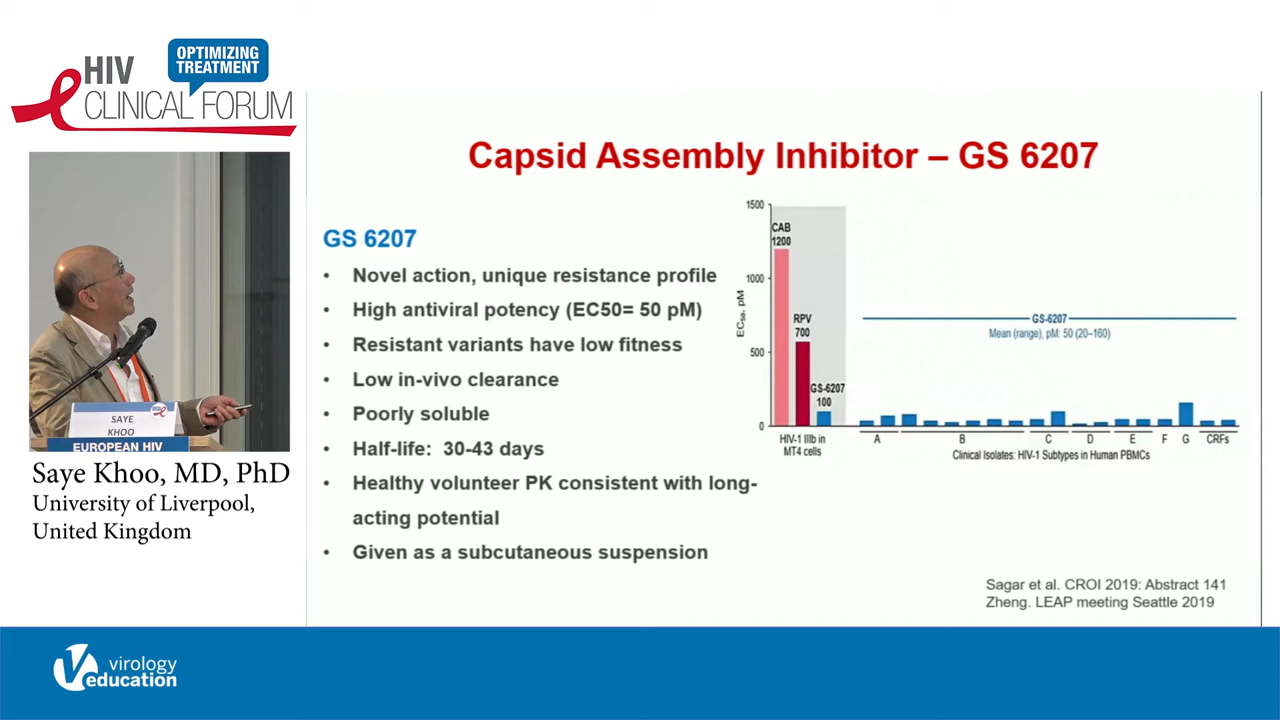 OPTIMIZING
TREATMENT
HIV
CLINICAL FORUM
SAYE
KHOO
EUROPEAN HIV
Saye Khoo, MD, PhD
University of Liverpool,
United Kingdom
Capsid Assembly Inhibitor – GS 6207
GS 6207
• Novel action, unique resistance profile
• High antiviral potency (EC50= 50 pM)
• Resistant variants have low fitness
• Low in-vivo clearance
• Poorly soluble
• Half-life: 30-43 days
• Healthy volunteer PK consistent with long-
acting potential
• Given as a subcutaneous suspension
EC50, pM
1500
1000
500
0
CAB
1200
RPV
700
GS-6207
100
HIV-1 IIIb in
MT4 cells
GS-6207
Mean (range), pM: 50 (20–160)
A B C D E F G CRFs
Clinical Isolates: HIV-1 Subtypes in Human PBMCs
Sagar et al. CROI 2019: Abstract 141
Zheng. LEAP meeting Seattle 2019
virology
education